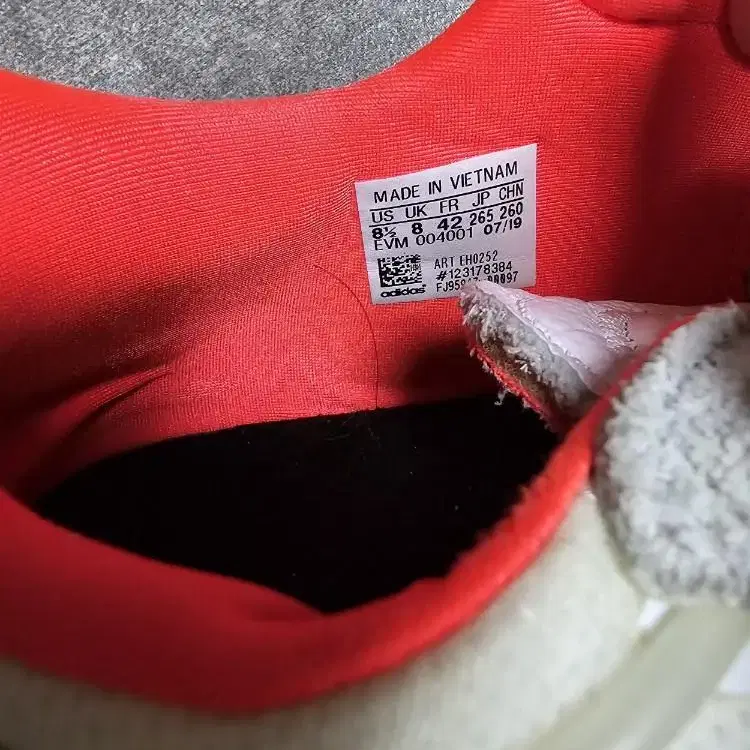 MADE IN VIETNAM
US UK FR JP CHN
8½ 8 42 265 260
EVM 004001 07/19
ART EH0252
#123178384
adidas